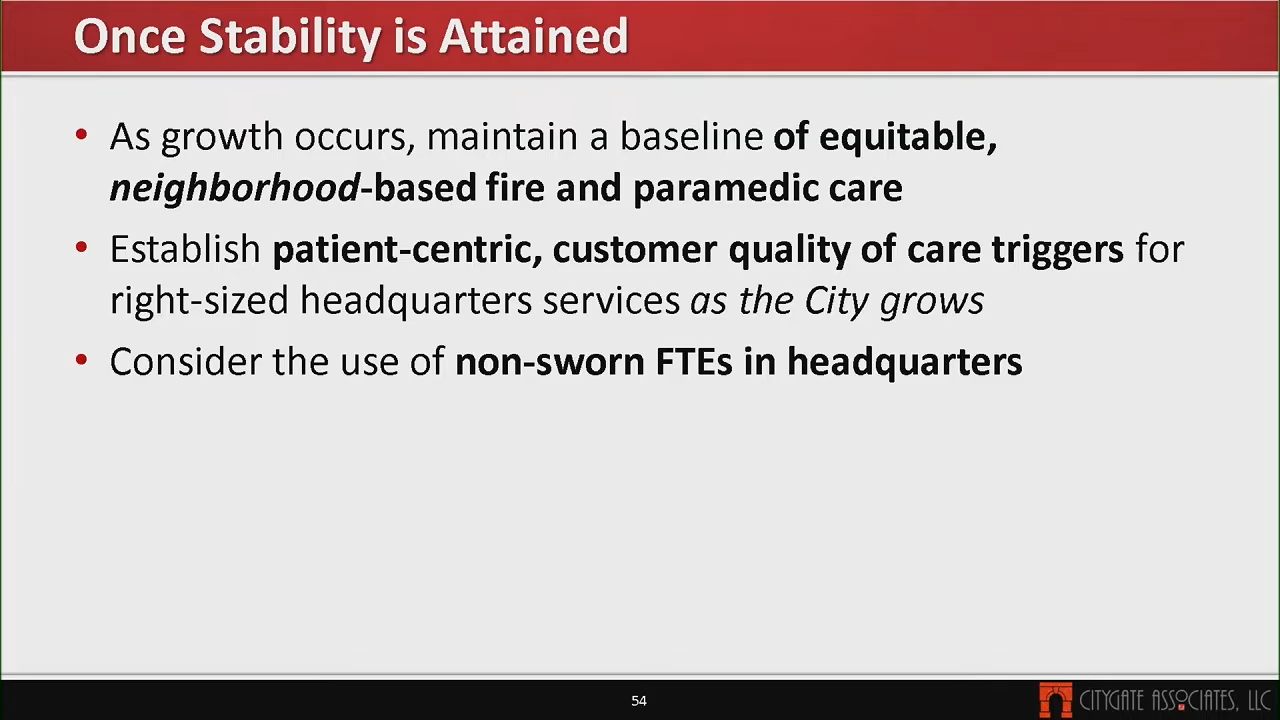 Once Stability is Attained
• As growth occurs, maintain a baseline of equitable,
neighborhood-based fire and paramedic care
• Establish patient-centric, customer quality of care triggers for
right-sized headquarters services as the City grows
• Consider the use of non-sworn FTEs in headquarters
54
CITYGATE ASSOCIATES, LLC